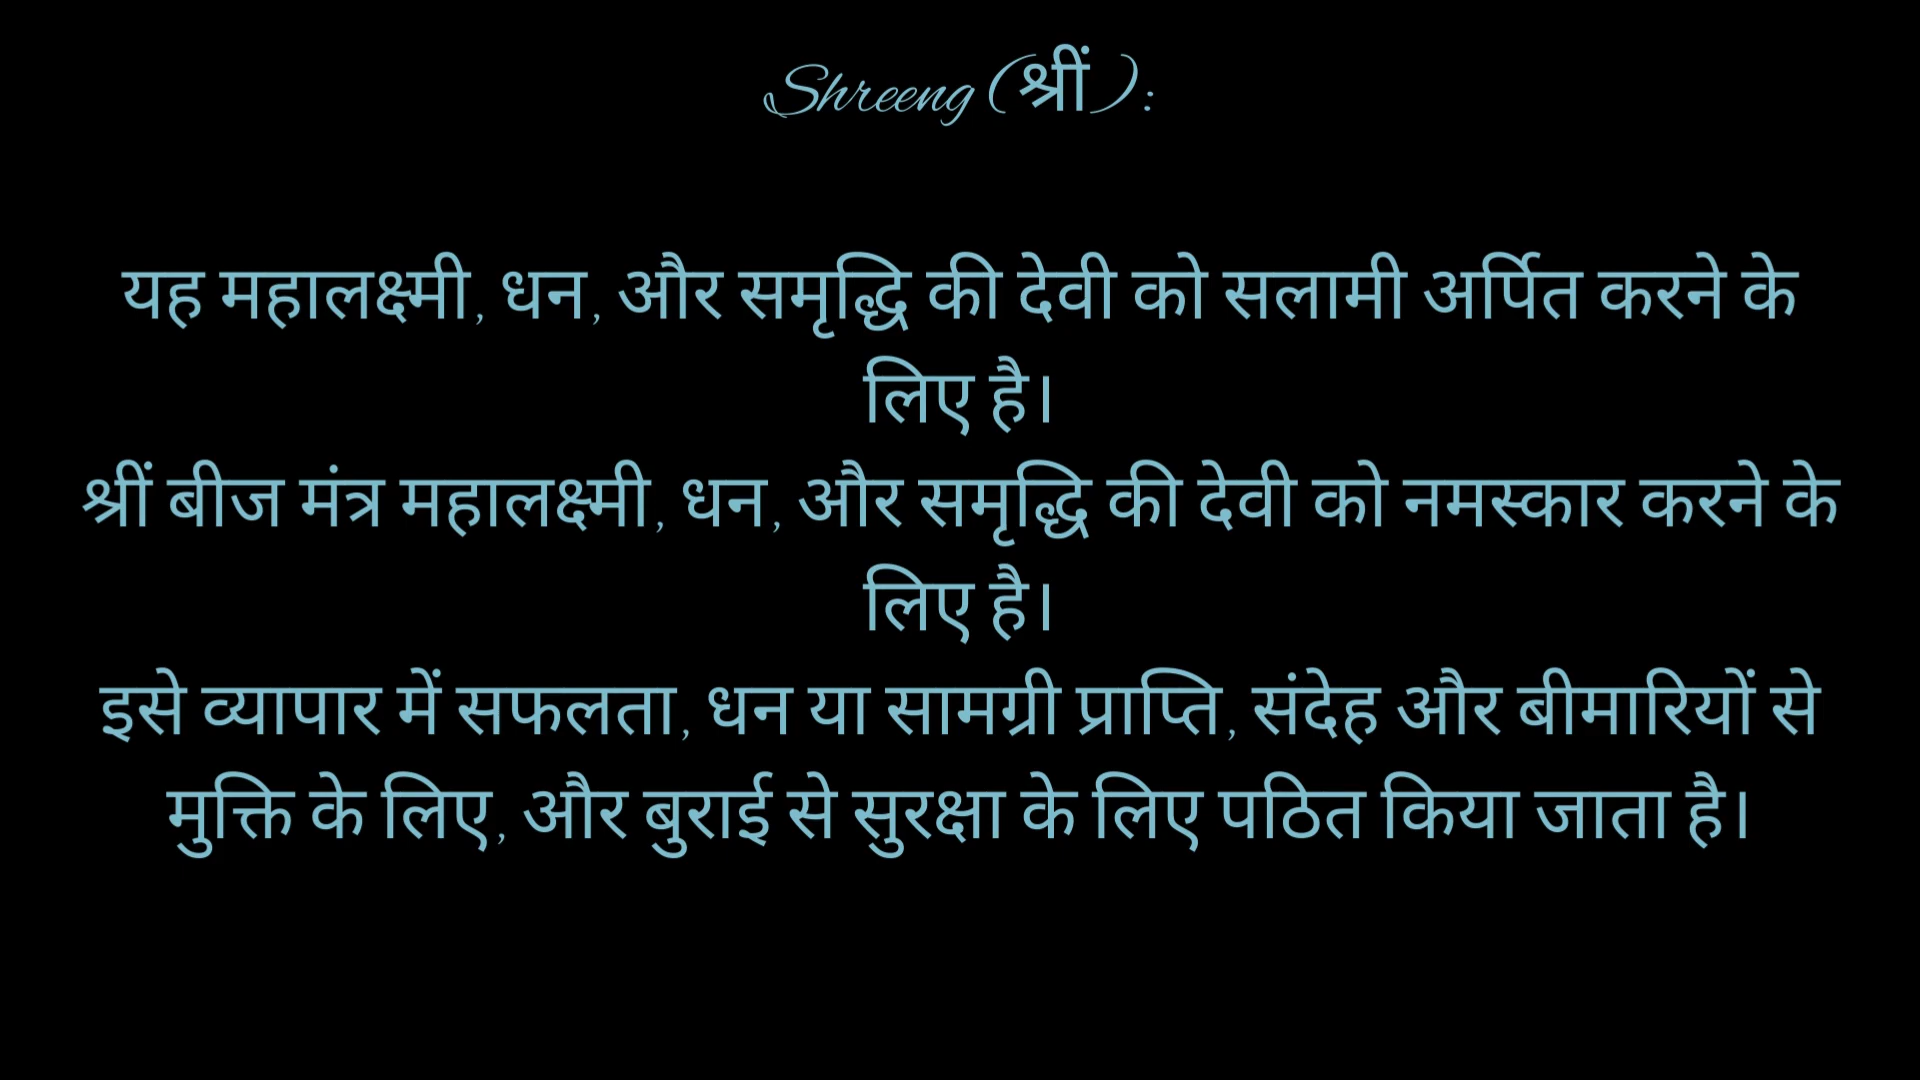 Shreeng (श्रीं):
यह महालक्ष्मी, धन, और समृद्धि की देवी को सलामी अर्पित करने के
लिए है।
श्रीं बीज मंत्र महालक्ष्मी, धन, और समृद्धि की देवी को नमस्कार करने के
लिए है।
इसे व्यापार में सफलता, धन या सामग्री प्राप्ति, संदेह और बीमारियों से
मुक्ति के लिए, और बुराई से सुरक्षा के लिए पठित किया जाता है।